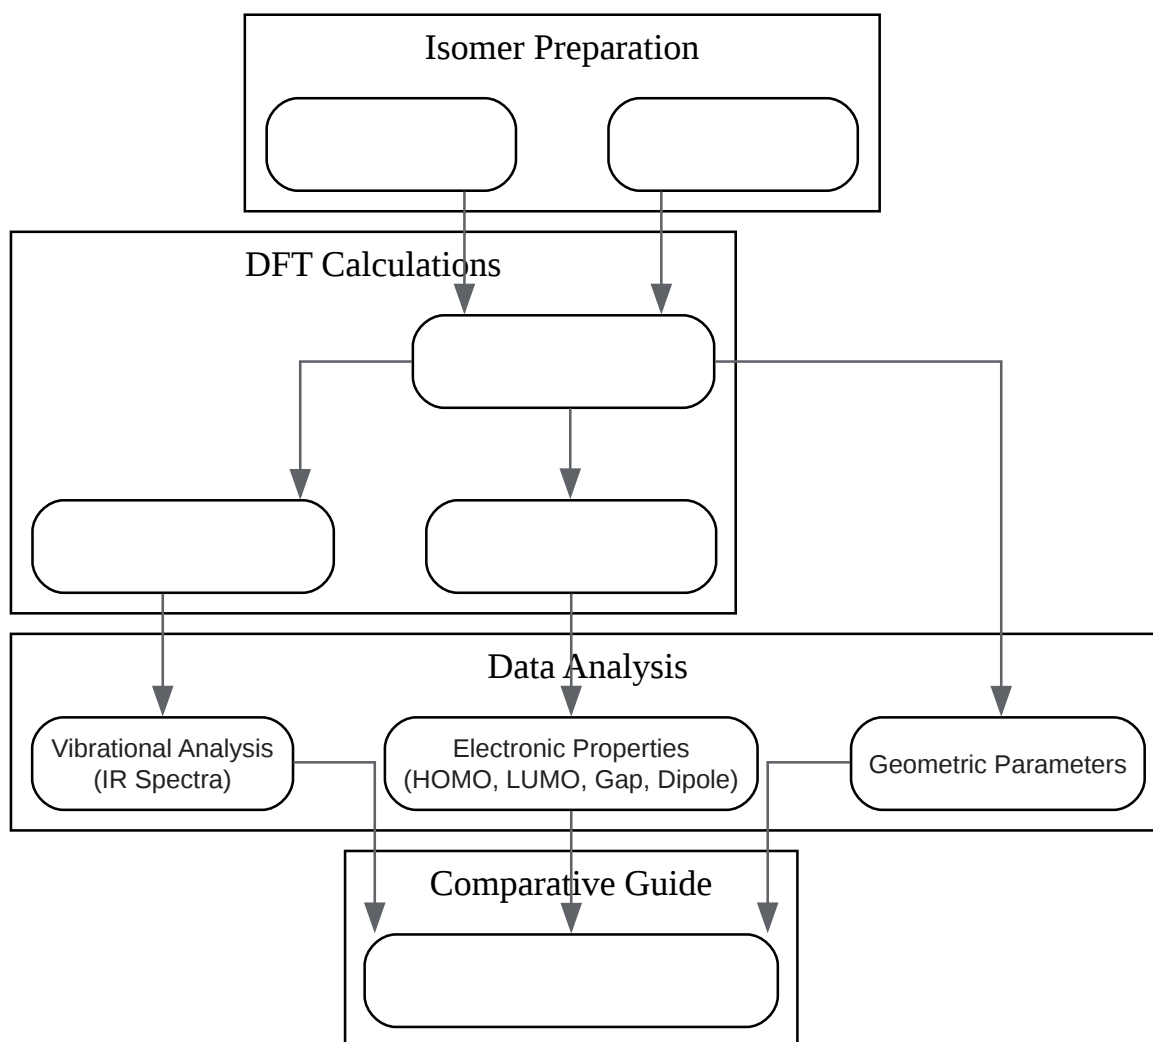 Isomer Preparation
DFT Calculations
Data Analysis
Vibrational Analysis
(IR Spectra)
Electronic Properties
(HOMO, LUMO, Gap, Dipole)
Geometric Parameters
Comparative Guide